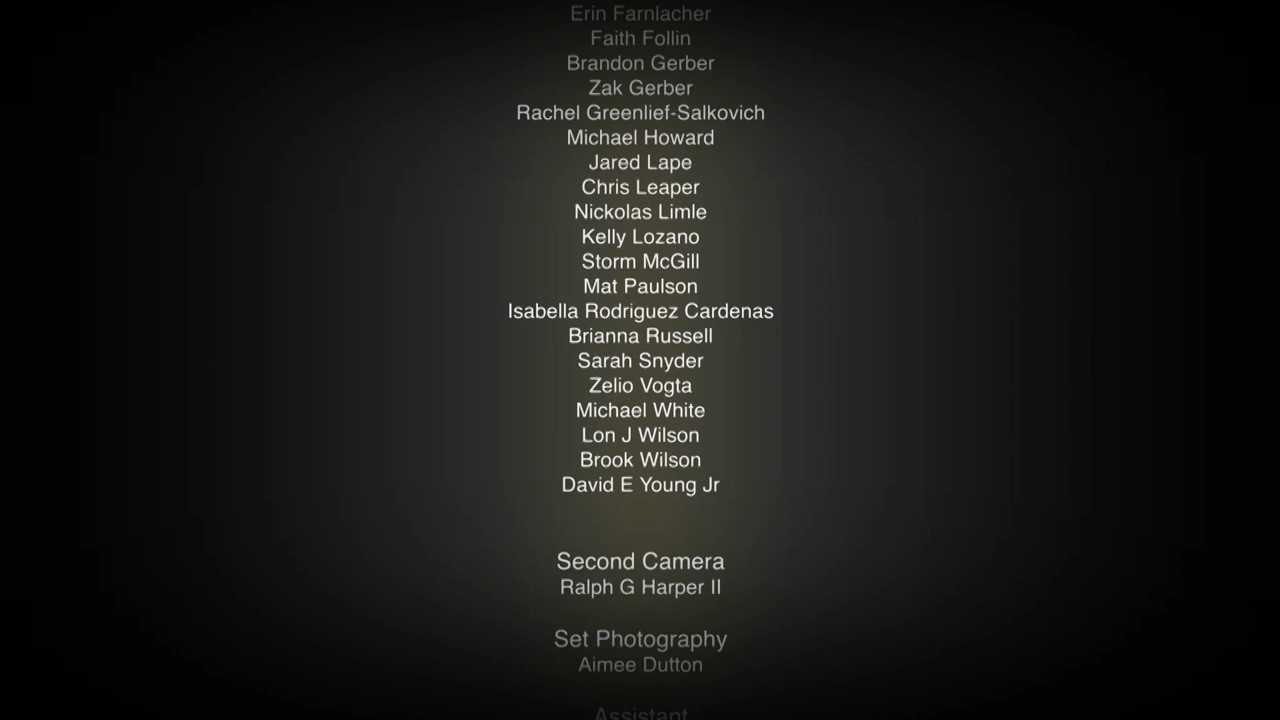 Erin Farnlacher
Faith Follin
Brandon Gerber
Zak Gerber
Rachel Greenlief-Salkovich
Michael Howard
Jared Lape
Chris Leaper
Nickolas Limle
Kelly Lozano
Storm McGill
Mat Paulson
Isabella Rodriguez Cardenas
Brianna Russell
Sarah Snyder
Zelio Vogta
Michael White
Lon J Wilson
Brook Wilson
David E Young Jr
Second Camera
Ralph G Harper II
Set Photography
Aimee Dutton
Assistant